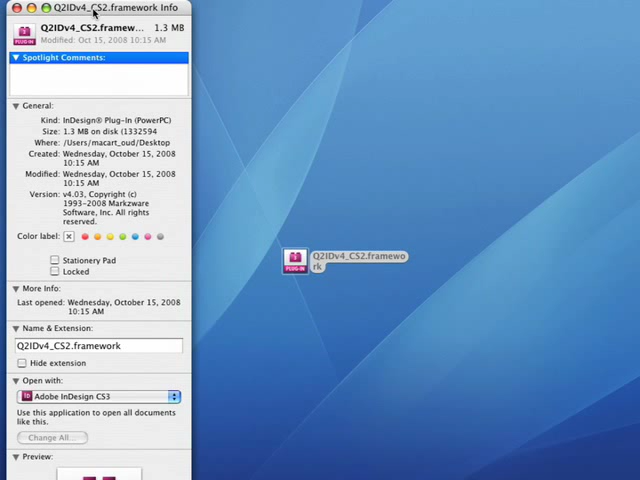 Q2IDv4_CS2.framework Info
Q2IDv4_CS2.framew... 1.3 MB
Modified: Oct 15, 2008 10:15 AM
PLUG-IN
Spotlight Comments:
General:
Kind: InDesign® Plug-In (PowerPC)
Size: 1.3 MB on disk (1332594
Where: /Users/macart_oud/Desktop
Created: Wednesday, October 15, 2008
10:15 AM
Modified: Wednesday, October 15, 2008
10:15 AM
Version: v4.03, Copyright (c)
1993-2008 Markzware
Software, Inc. All rights
reserved.
Color label:
Stationery Pad
Locked
More Info:
Last opened: Wednesday, October 15, 2008
10:15 AM
Name & Extension:
Q2IDv4_CS2.framework
Hide extension
Open with:
Adobe InDesign CS3
Use this application to open all documents
like this.
Change All...
Preview:
PLUG-IN
Q2IDv4_CS2.framewo
rk